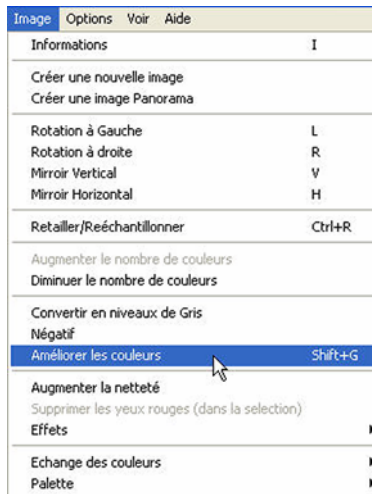 Image Options Voir Aide
Informations I
Créer une nouvelle image
Créer une image Panorama
Rotation à Gauche L
Rotation à droite R
Mirroir Vertical V
Mirroir Horizontal H
Retailler/Reéchantillonner Ctrl+R
Augmenter le nombre de couleurs
Diminuer le nombre de couleurs
Convertir en niveaux de Gris
Négatif
Améliorer les couleurs Shift+G
Augmenter la netteté
Supprimer les yeux rouges (dans la selection)
Effets
Echange des couleurs
Palette